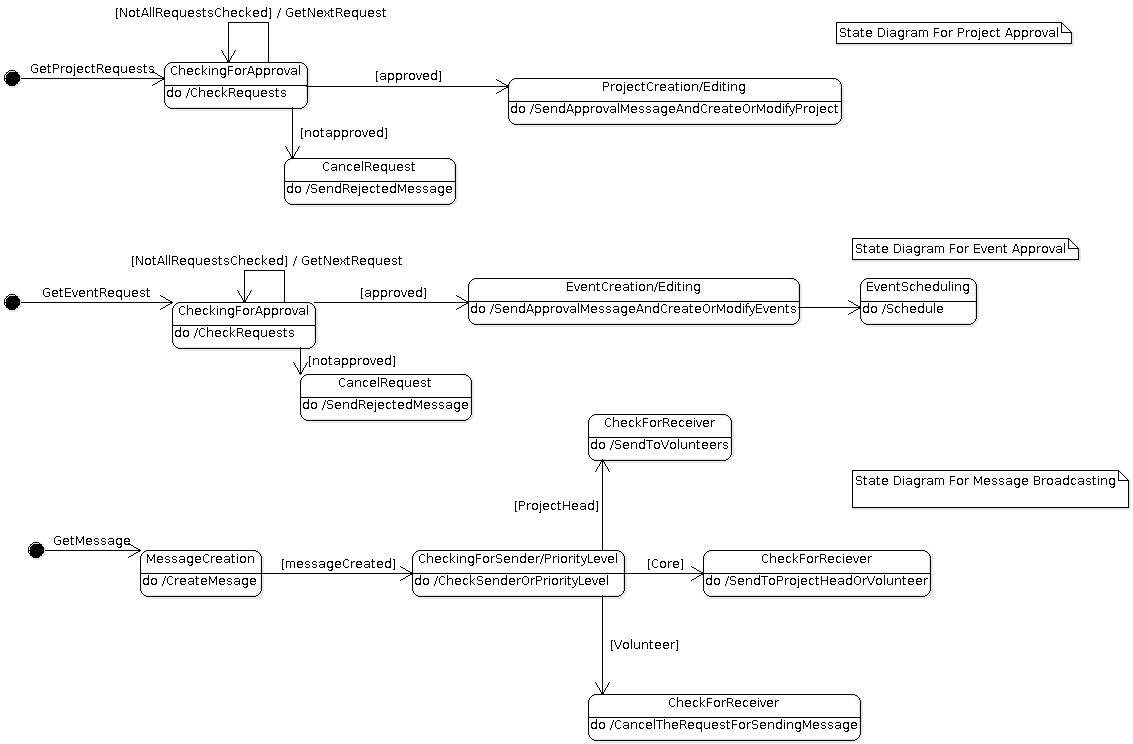 [NotAllRequestsChecked] / GetNextRequest
State Diagram For Project Approval
GetProjectRequests
CheckingForApproval
do /CheckRequests
[approved]
ProjectCreation/Editing
do /SendApprovalMessageAndCreateOrModifyProject
[notapproved]
CancelRequest
do /SendRejectedMessage
State Diagram For Event Approval
[NotAllRequestsChecked] / GetNextRequest
GetEventRequest
CheckingForApproval
do /CheckRequests
[approved]
EventCreation/Editing
do /SendApprovalMessageAndCreateOrModifyEvents
EventScheduling
do /Schedule
[notapproved]
CancelRequest
do /SendRejectedMessage
CheckForReceiver
do /SendToVolunteers
State Diagram For Message Broadcasting
[ProjectHead]
GetMessage
MessageCreation
do /CreateMesage
[messageCreated]
CheckingForSender/PriorityLevel
do /CheckSenderOrPriorityLevel
[Core]
CheckForReciever
do /SendToProjectHeadOrVolunteer
[Volunteer]
CheckForReceiver
do /CancelTheRequestForSendingMessage